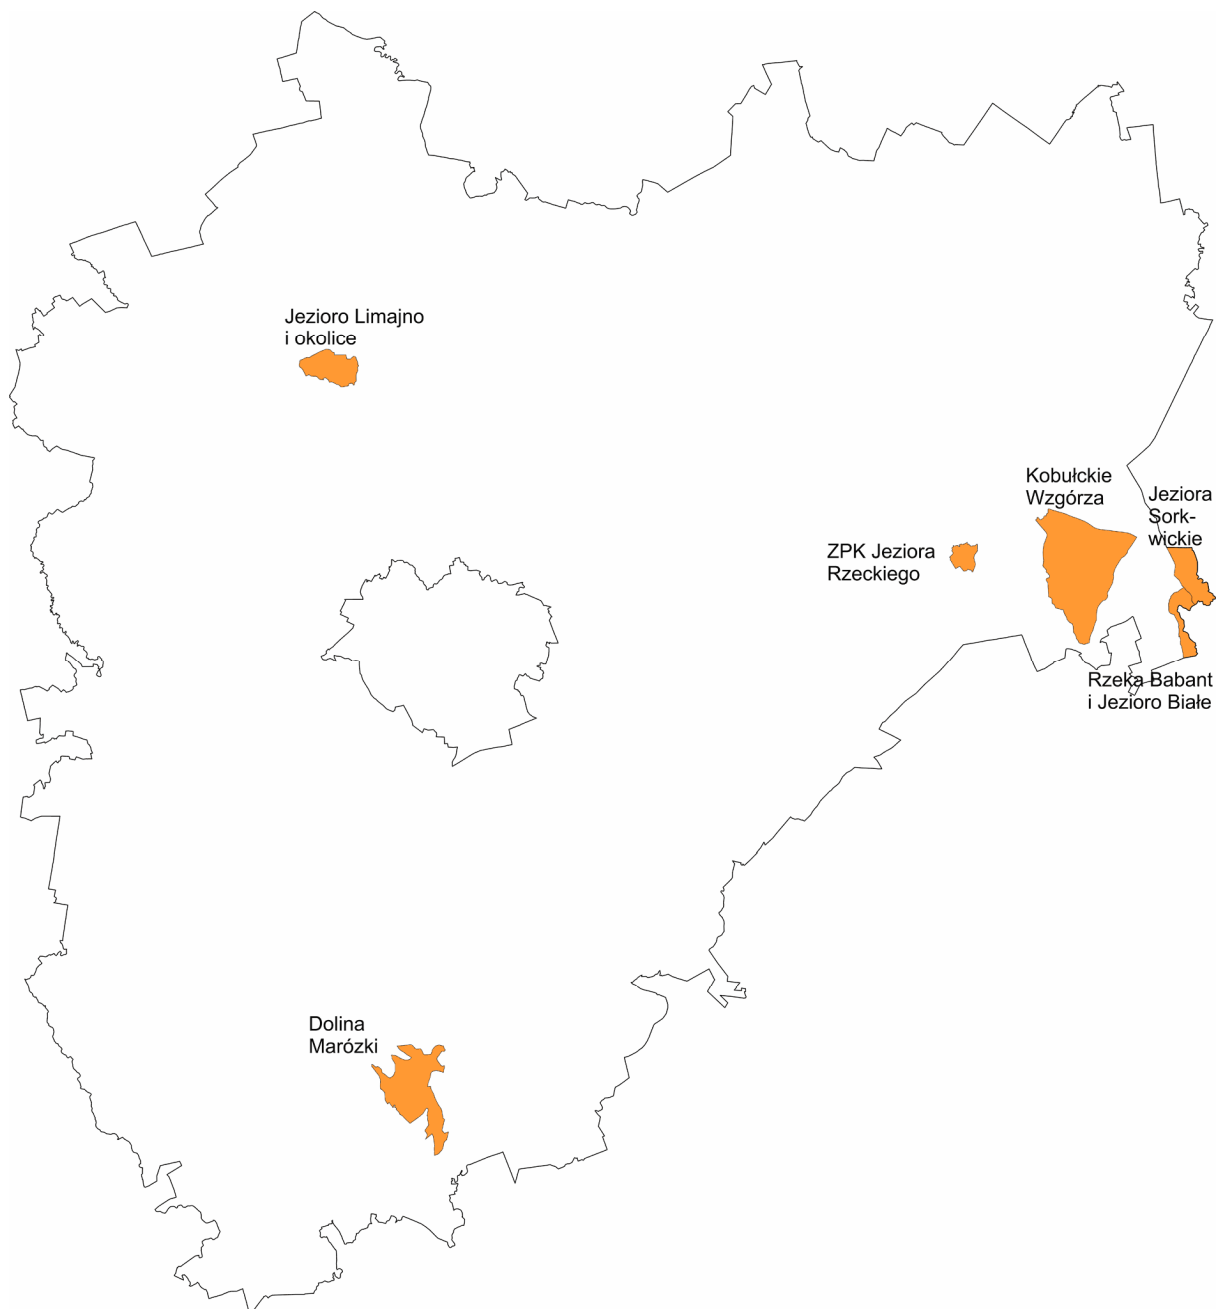 Jezioro Limajno
i okolice
Kobułckie
Wzgórza
Jeziora
Sork-
wickie
ZPK Jeziora
Rzeckiego
Rzeka Babant
i Jezioro Białe
Dolina
Marózki